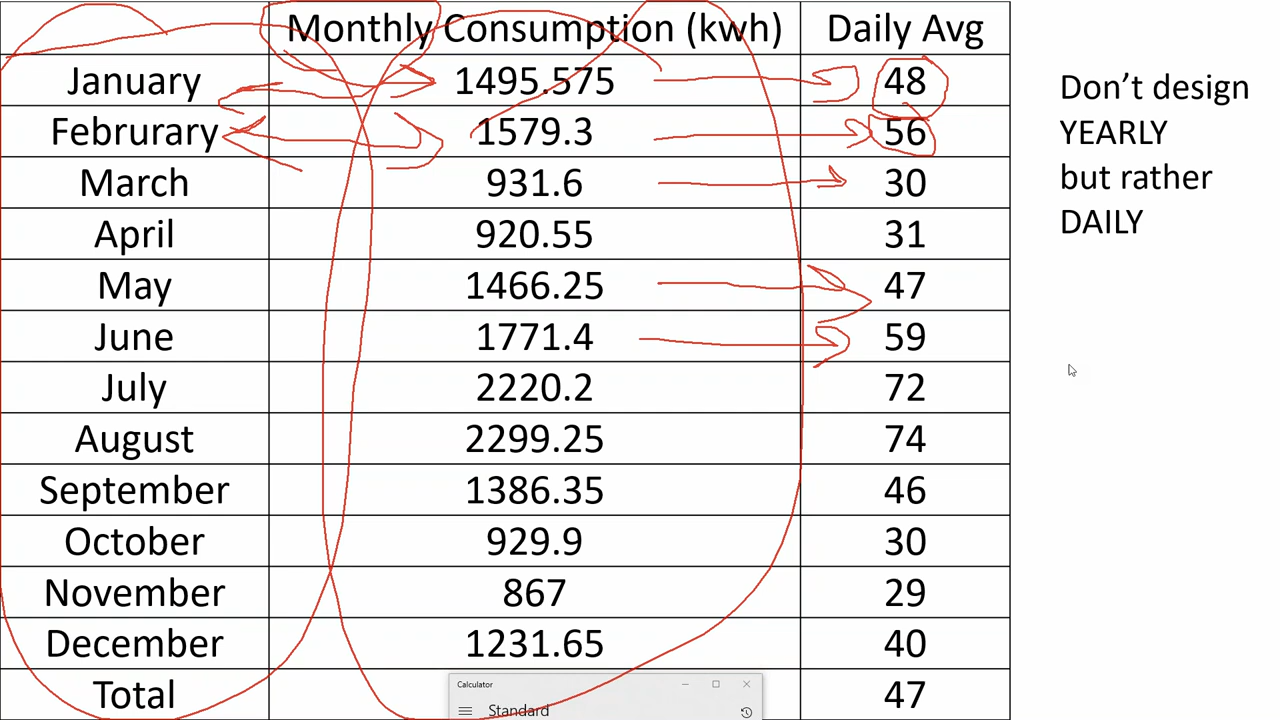 Monthly Consumption (kwh) Daily Avg
January 1495.575 48
Februrary 1579.3 56
March 931.6 30
April 920.55 31
May 1466.25 47
June 1771.4 59
July 2220.2 72
August 2299.25 74
September 1386.35 46
October 929.9 30
November 867 29
December 1231.65 40
Total 47
Don’t design
YEARLY
but rather
DAILY
Calculator
Standard